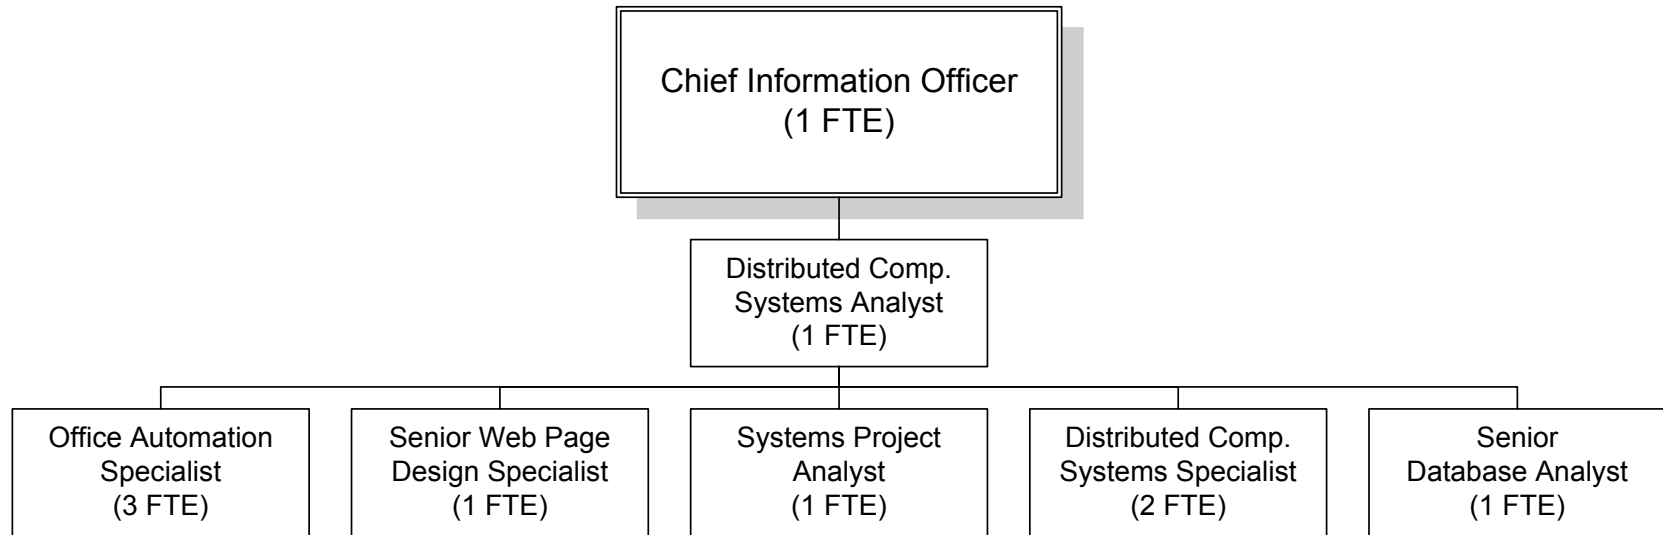 Chief Information Officer
(1 FTE)
Distributed Comp.
Systems Analyst
(1 FTE)
Office Automation
Specialist
(3 FTE)
Senior Web Page
Design Specialist
(1 FTE)
Systems Project
Analyst
(1 FTE)
Distributed Comp.
Systems Specialist
(2 FTE)
Senior
Database Analyst
(1 FTE)